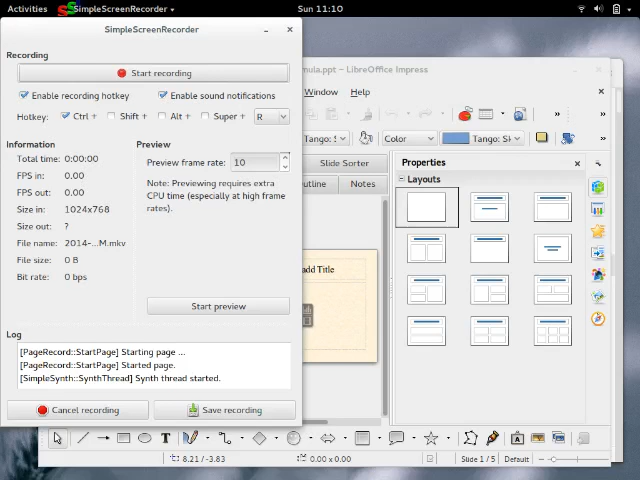 Activities SimpleScreenRecorder Sun 11:10
SimpleScreenRecorder
Recording
Start recording
Enable recording hotkey Enable sound notifications
Hotkey: Ctrl + Shift + Alt + Super + R
Information Preview
Total time: 0:00:00
Preview frame rate: 10
FPS in: 0.00
FPS out: 0.00
Size in: 1024x768
Size out: ?
File name: 2014-...M.mkv
File size: 0 B
Bit rate: 0 bps
Note: Previewing requires extra
CPU time (especially at high frame
rates).
Start preview
Log
[PageRecord::StartPage] Starting page ...
[PageRecord::StartPage] Started page.
[SimpleSynth::SynthThread] Synth thread started.
Cancel recording Save recording
mula.ppt – LibreOffice Impress
Window Help
Tango: S Color Tango: Sk
Slide Sorter
utline Notes
add Title
Properties
Layouts
8.21 / -3.83 0.00 x 0.00 Slide 1 / 5 Default